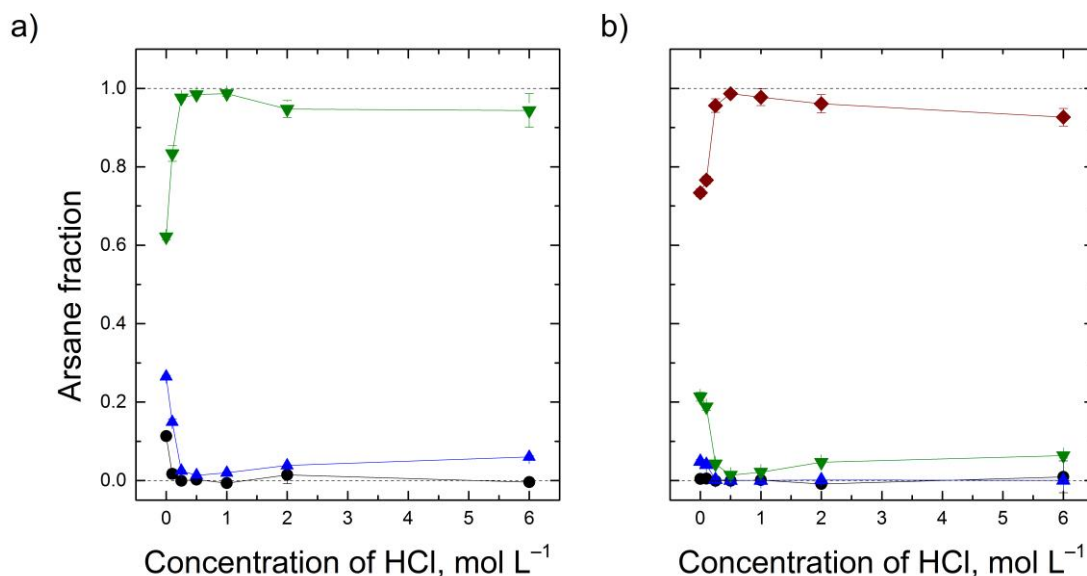 a)
Arsane fraction
1.0
0.8
0.6
0.4
0.2
0.0
0 1 2 3 4 5 6
Concentration of HCl, mol L⁻¹
b)
0 1 2 3 4 5 6
Concentration of HCl, mol L⁻¹